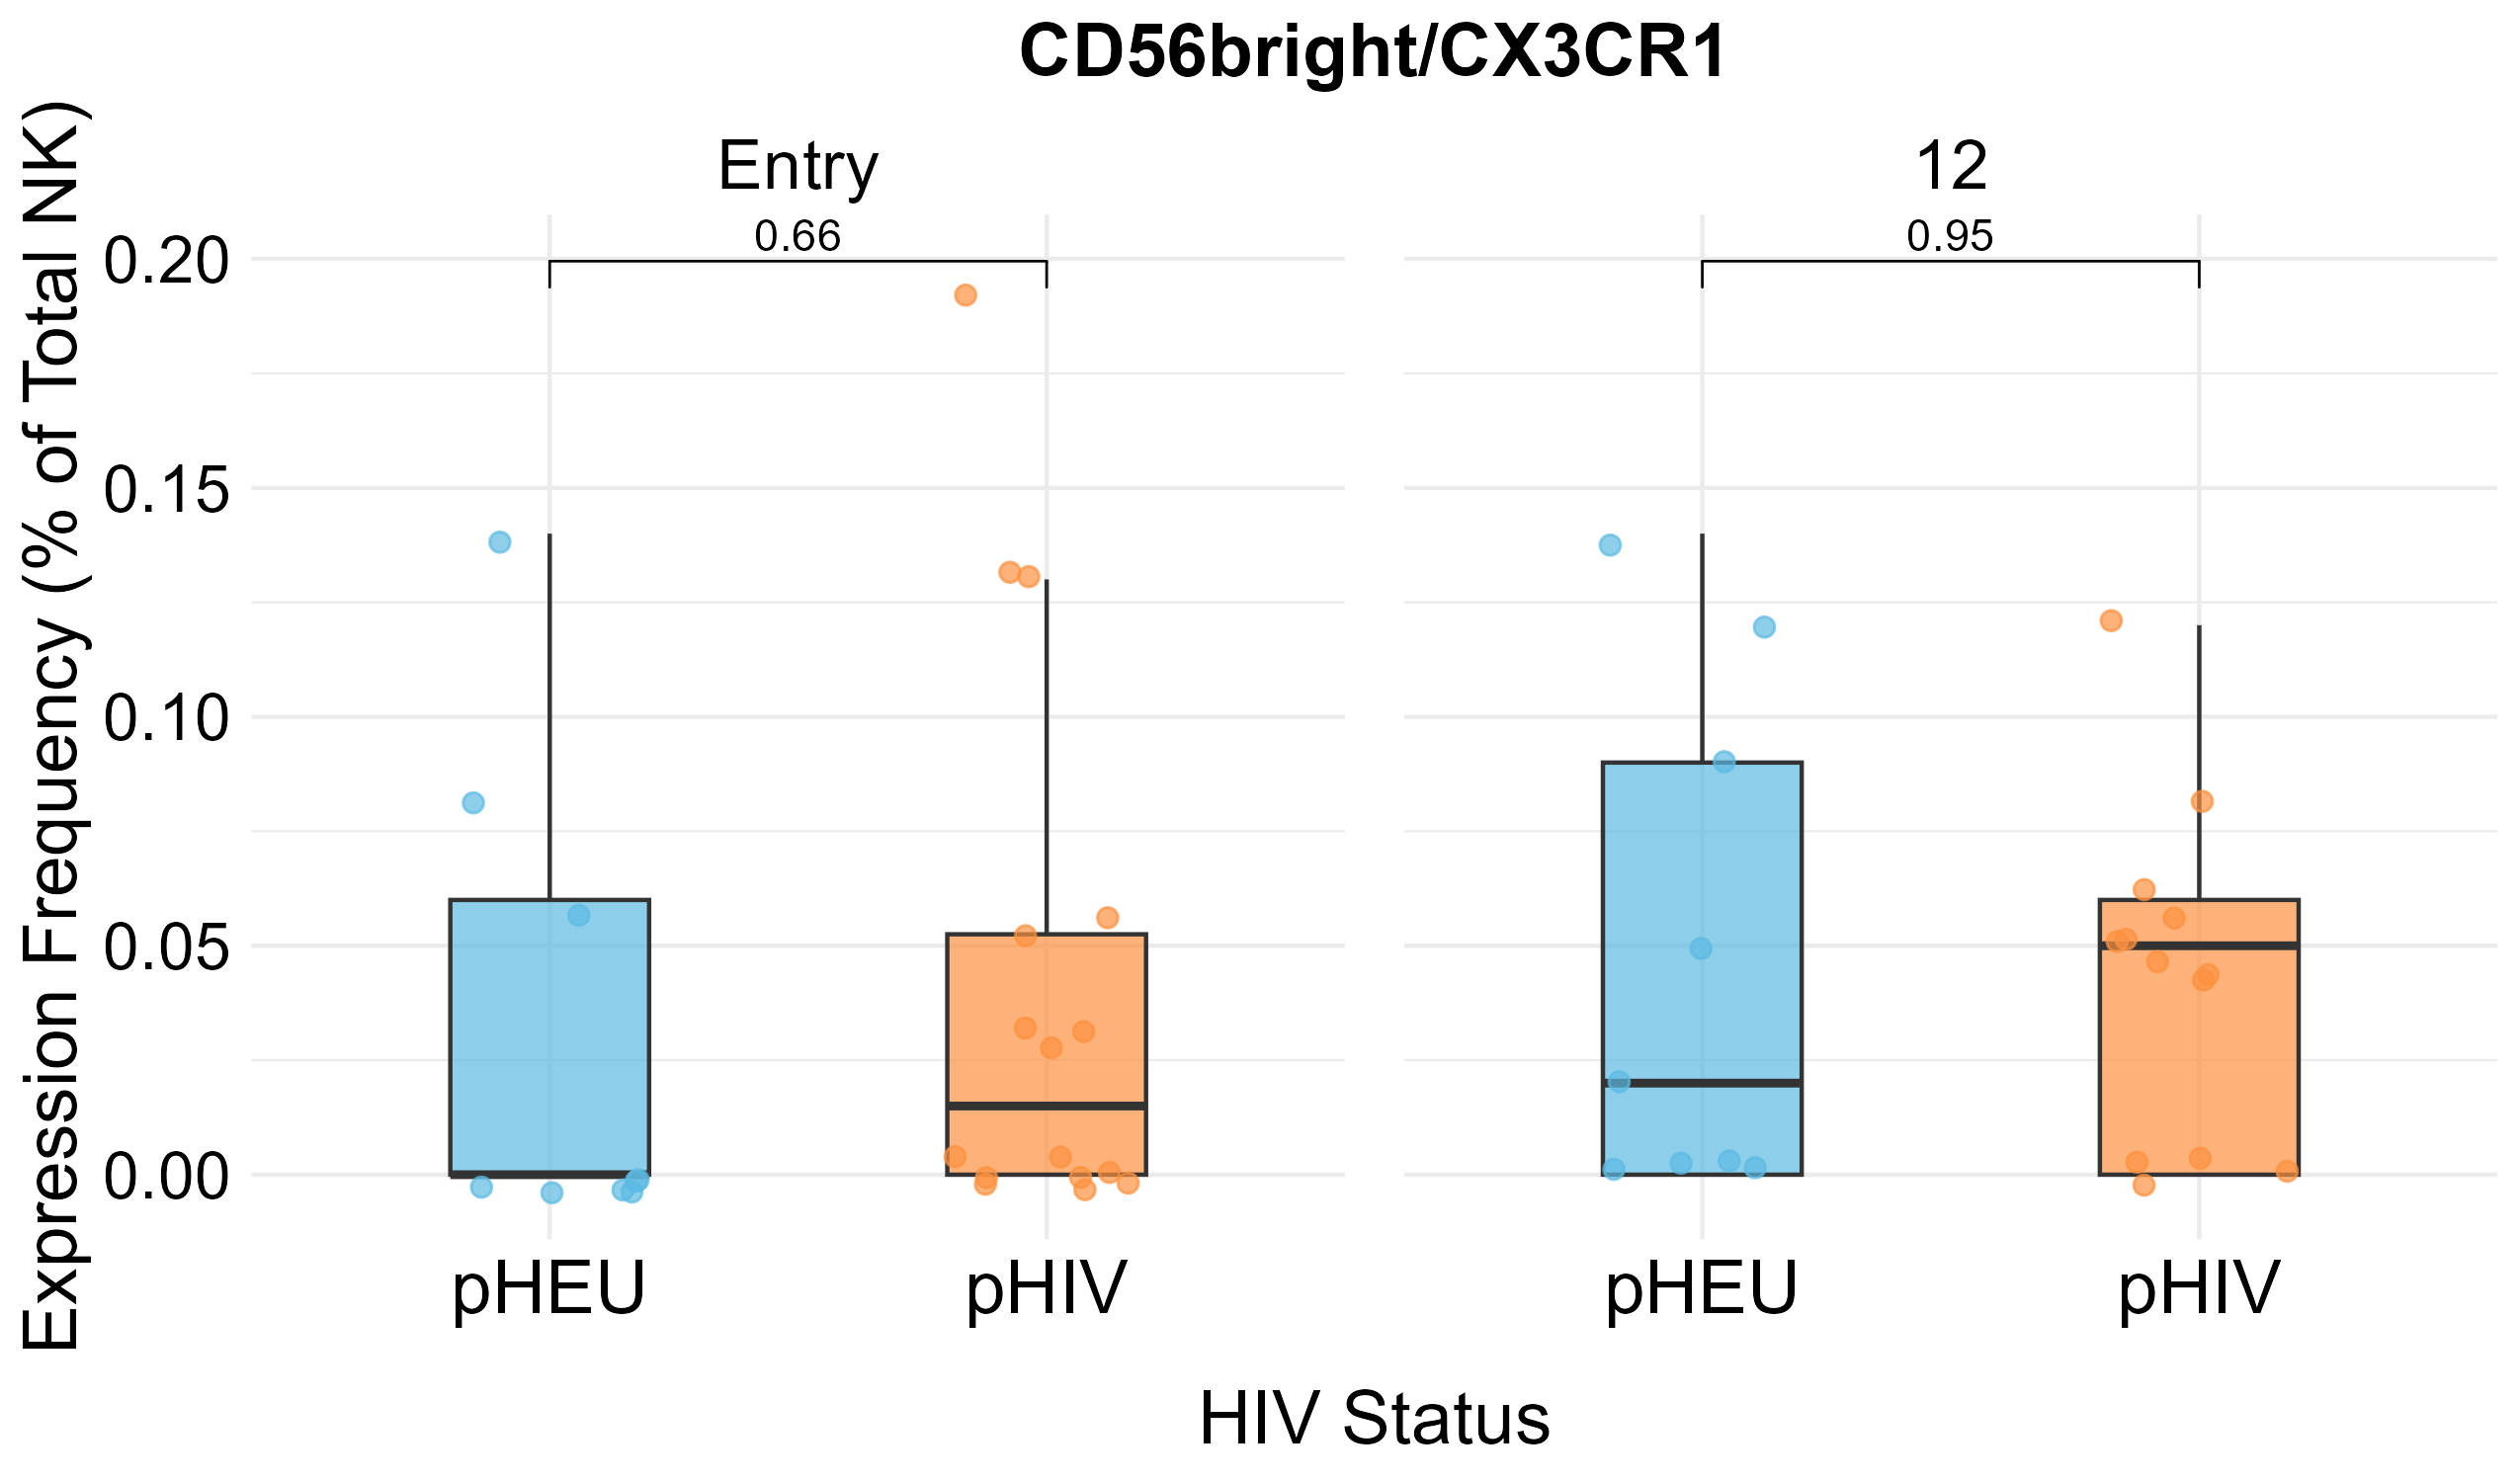 CD56bright/CX3CR1
Entry
12
0.66
0.95
Expression Frequency (% of Total NK)
0.20
0.15
0.10
0.05
0.00
pHEU
pHIV
pHEU
pHIV
HIV Status